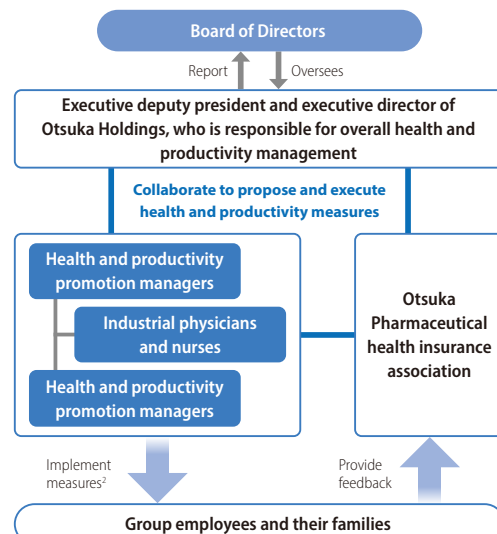 Board of Directors
Report
Oversees
Executive deputy president and executive director of
Otsuka Holdings, who is responsible for overall health and
productivity management
Collaborate to propose and execute
health and productivity measures
Health and productivity
promotion managers
Industrial physicians
and nurses
Health and productivity
promotion managers
Otsuka
Pharmaceutical
health insurance
association
Implement
measures²
Provide
feedback
Group employees and their families